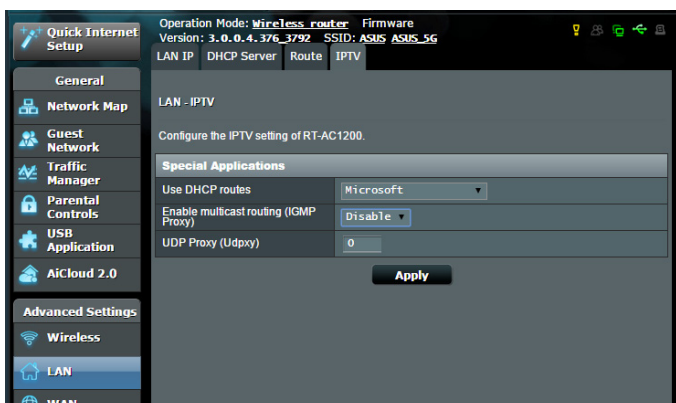 Quick Internet
Setup
General
Network Map
Guest
Network
Traffic
Manager
Parental
Controls
USB
Application
AiCloud 2.0
Advanced Settings
Wireless
LAN
WAN
Operation Mode: Wireless router Firmware
Version: 3.0.0.4.376_3792 SSID: ASUS ASUS_5G
LAN IP DHCP Server Route IPTV
LAN - IPTV
Configure the IPTV setting of RT-AC1200.
Special Applications
Use DHCP routes Microsoft
Enable multicast routing (IGMP
Proxy) Disable
UDP Proxy (Udpxy) 0
Apply